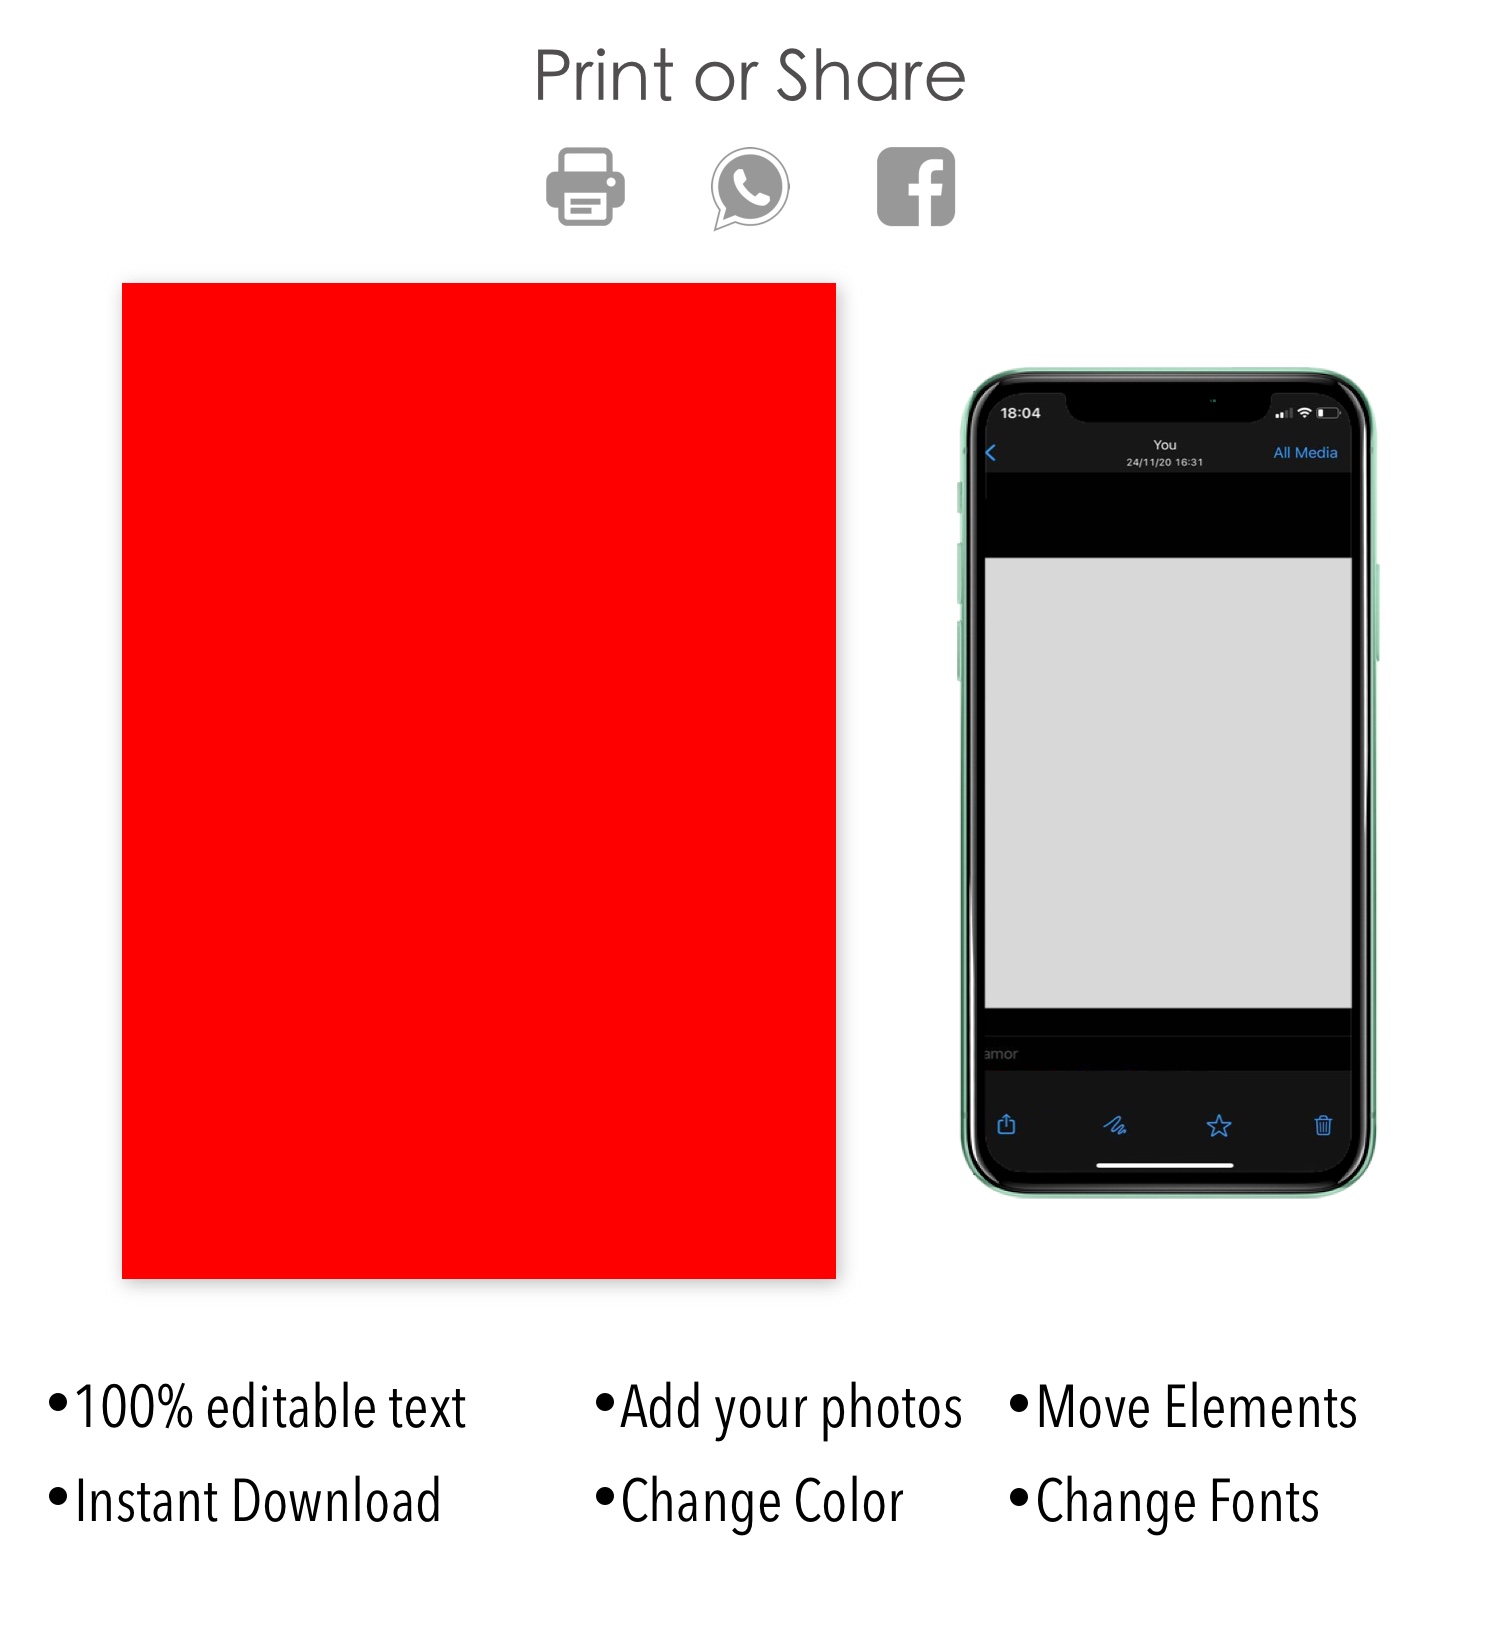 Print or Share
18:04
You
24/11/20 16:31
All Media
amor
•100% editable text
•Add your photos
•Move Elements
•Instant Download
•Change Color
•Change Fonts